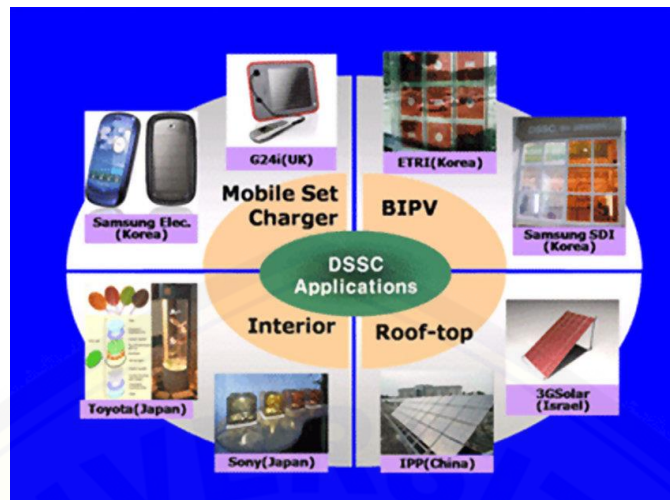 G24i(UK)
ETRI(Korea)
Samsung Elec.
(Korea)
Mobile Set
Charger
BIPV
Samsung SDI
(Korea)
DSSC
Applications
Interior
Roof-top
Toyota(Japan)
Sony(Japan)
IPP(China)
3GSolar
(Israel)